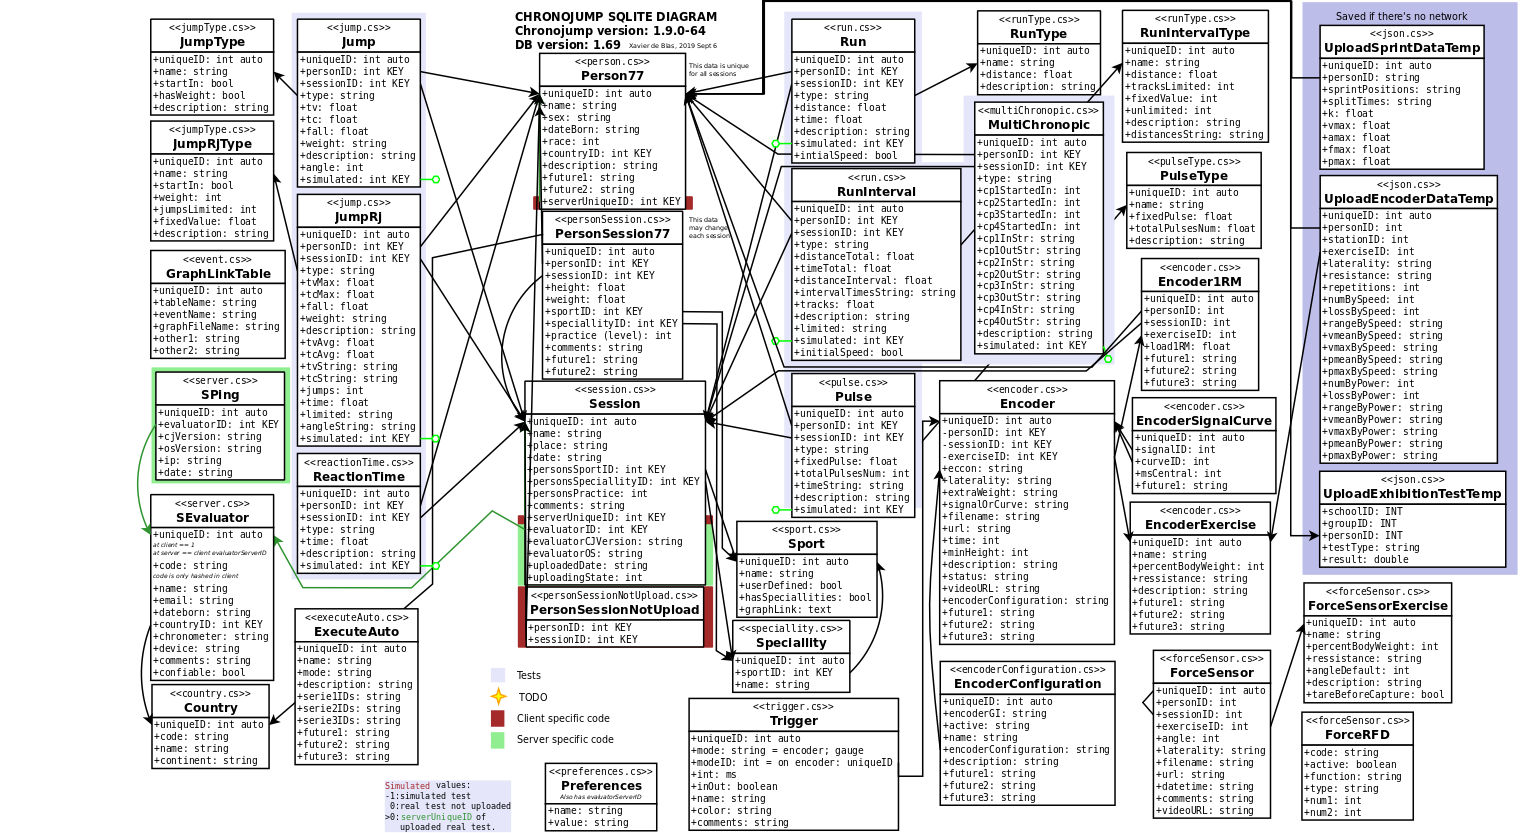 CHRONOJUMP SQLITE DIAGRAM
Chronojump version: 1.9.0-64
DB version: 1.69 Xavier de Blas, 2019 Sept 6
<<jumpType.cs>>
JumpType
+uniqueID: int auto
+name: string
+startIn: bool
+hasWeight: bool
+description: string
<<jumpType.cs>>
JumpRjType
+uniqueID: int auto
+name: string
+startIn: bool
+weight: int
+jumpsLimited: int
+fixedValue: float
+description: string
<<event.cs>>
GraphLinkTable
+uniqueID: int auto
+tableName: string
+eventName: string
+graphFileName: string
+other1: string
+other2: string
<<server.cs>>
SPing
+uniqueID: int auto
+evaluatorID: int KEY
+cjVersion: string
+osVersion: string
+ip: string
+date: string
<<server.cs>>
SEvaluator
+uniqueID: int auto
at client == 1
at server == client evaluatorServerID
+code: string
code is only hashed in client
+name: string
+email: string
+dateborn: string
+countryID: int KEY
+chronometer: string
+device: string
+comments: string
+confiable: bool
<<country.cs>>
Country
+uniqueID: int auto
+code: string
+name: string
+continent: string
<<jump.cs>>
Jump
+uniqueID: int auto
+personID: int KEY
+sessionID: int KEY
+type: string
+tv: float
+tc: float
+fall: float
+weight: string
+description: string
+angle: int
+simulated: int KEY
<<jump.cs>>
JumpRj
+uniqueID: int auto
+personID: int KEY
+sessionID: int KEY
+type: string
+tvMax: float
+tcMax: float
+fall: float
+weight: string
+description: string
+tvAvg: float
+tcAvg: float
+tvString: string
+tcString: string
+jumps: int
+time: float
+limited: string
+angleString: string
+simulated: int KEY
<<reactionTime.cs>>
ReactionTime
+uniqueID: int auto
+personID: int KEY
+sessionID: int KEY
+type: string
+time: float
+description: string
+simulated: int KEY
<<executeAuto.cs>>
ExecuteAuto
+uniqueID: int auto
+name: string
+mode: string
+description: string
+serie1IDs: string
+serie2IDs: string
+serie3IDs: string
+future1: string
+future2: string
+future3: string
Simulated values:
-1:simulated test
0:real test not uploaded
>0:serverUniqueID of
uploaded real test.
<<person.cs>>
Person77
This data is unique
for all sessions
+uniqueID: int auto
+name: string
+sex: string
+dateBorn: string
+race: int
+countryID: int KEY
+description: string
+future1: string
+future2: string
+serverUniqueID: int KEY
<<personSession.cs>>
PersonSession77
This data
may change
each session
+uniqueID: int auto
+personID: int KEY
+sessionID: int KEY
+height: float
+weight: float
+sportID: int KEY
+speciallityID: int KEY
+practice (level): int
+comments: string
+future1: string
+future2: string
<<session.cs>>
Session
+uniqueID: int auto
+name: string
+place: string
+date: string
+personsSportID: int KEY
+personsSpeciallityID: int KEY
+personsPractice: int
+comments: string
+serverUniqueID: int KEY
+evaluatorID: int KEY
+evaluatorCJVersion: string
+evaluatorOS: string
+uploadedDate: string
+uploadingState: int
<<personSessionNotUpload.cs>>
PersonSessionNotUpload
+personID: int KEY
+sessionID: int KEY
Tests
TODO
Client specific code
Server specific code
<<preferences.cs>>
Preferences
Also has evaluatorServerID
+name: string
+value: string
<<run.cs>>
Run
+uniqueID: int auto
+personID: int KEY
+sessionID: int KEY
+type: string
+distance: float
+time: float
+description: string
+simulated: int KEY
+intialSpeed: bool
<<run.cs>>
RunInterval
+uniqueID: int auto
+personID: int KEY
+sessionID: int KEY
+type: string
+distanceTotal: float
+timeTotal: float
+distanceInterval: float
+intervalTimesString: string
+tracks: float
+description: string
+limited: string
+simulated: int KEY
+initialSpeed: bool
<<pulse.cs>>
Pulse
+uniqueID: int auto
+personID: int KEY
+sessionID: int KEY
+type: string
+fixedPulse: float
+totalPulsesNum: int
+timeString: string
+description: string
+simulated: int KEY
<<sport.cs>>
Sport
+uniqueID: int auto
+name: string
+userDefined: bool
+hasSpeciallities: bool
+graphLink: text
<<speciallity.cs>>
Speciallity
+uniqueID: int auto
+sportID: int KEY
+name: string
<<trigger.cs>>
Trigger
+uniqueID: int auto
+mode: string = encoder; gauge
+modeID: int = on encoder: uniqueID
+int: ms
+inOut: boolean
+name: string
+color: string
+comments: string
<<runType.cs>>
RunType
+uniqueID: int auto
+name: string
+distance: float
+description: string
<<multiChronopic.cs>>
MultiChronopic
+uniqueID: int auto
+personID: int KEY
+sessionID: int KEY
+type: string
+cp1StartedIn: int
+cp2StartedIn: int
+cp3StartedIn: int
+cp4StartedIn: int
+cp1InStr: string
+cp1OutStr: string
+cp2InStr: string
+cp2OutStr: string
+cp3InStr: string
+cp3OutStr: string
+cp4InStr: string
+cp4OutStr: string
+description: string
+simulated: int KEY
<<encoder.cs>>
Encoder
+uniqueID: int auto
-personID: int KEY
-sessionID: int KEY
-exerciseID: int KEY
+eccon: string
+laterality: string
+extraWeight: string
+signalOrCurve: string
+filename: string
+url: string
+time: int
+minHeight: int
+description: string
+status: string
+videoURL: string
+encoderConfiguration: string
+future1: string
+future2: string
+future3: string
<<encoderConfiguration.cs>>
EncoderConfiguration
+uniqueID: int auto
+encoderGI: string
+active: string
+name: string
+encoderConfiguration: string
+description: string
+future1: string
+future2: string
+future3: string
<<runType.cs>>
RunIntervalType
+uniqueID: int auto
+name: string
+distance: float
+tracksLimited: int
+fixedValue: int
+unlimited: int
+description: string
+distancesString: string
<<pulseType.cs>>
PulseType
+uniqueID: int auto
+name: string
+fixedPulse: float
+totalPulsesNum: float
+description: string
<<encoder.cs>>
Encoder1RM
+uniqueID: int auto
+personID: int
+sessionID: int
+exerciseID: int
+load1RM: float
+future1: string
+future2: string
+future3: string
<<encoder.cs>>
EncoderSignalCurve
+uniqueID: int auto
+signalID: int
+curveID: int
+msCentral: int
+future1: string
<<encoder.cs>>
EncoderExercise
+uniqueID: int auto
+name: string
+percentBodyWeight: int
+ressistance: string
+description: string
+future1: string
+future2: string
+future3: string
<<forceSensor.cs>>
ForceSensor
+uniqueID: int auto
+personID: int
+sessionID: int
+exerciseID: int
+angle: int
+laterality: string
+filename: string
+url: string
+datetime: string
+comments: string
+videoURL: string
Saved if there's no network
<<json.cs>>
UploadSprintDataTemp
+uniqueID: int auto
+personID: string
+sprintPositions: string
+splitTimes: string
+k: float
+vmax: float
+amax: float
+fmax: float
+pmax: float
<<json.cs>>
UploadEncoderDataTemp
+uniqueID: int auto
+personID: int
+stationID: int
+exerciseID: int
+laterality: string
+resistance: string
+repetitions: int
+numBySpeed: int
+lossBySpeed: int
+rangeBySpeed: string
+vmeanBySpeed: string
+vmaxBySpeed: string
+pmeanBySpeed: string
+pmaxBySpeed: string
+numByPower: int
+lossByPower: int
+rangeByPower: string
+vmeanByPower: string
+vmaxByPower: string
+pmeanByPower: string
+pmaxByPower: string
<<json.cs>>
UploadExhibitionTestTemp
+schoolID: INT
+groupID: INT
+personID: INT
+testType: string
+result: double
<<forceSensor.cs>>
ForceSensorExercise
+uniqueID: int auto
+name: string
+percentBodyWeight: int
+ressistance: string
+angleDefault: int
+description: string
+tareBeforeCapture: bool
<<forceSensor.cs>>
ForceRFD
+code: string
+active: boolean
+function: string
+type: string
+num1: int
+num2: int